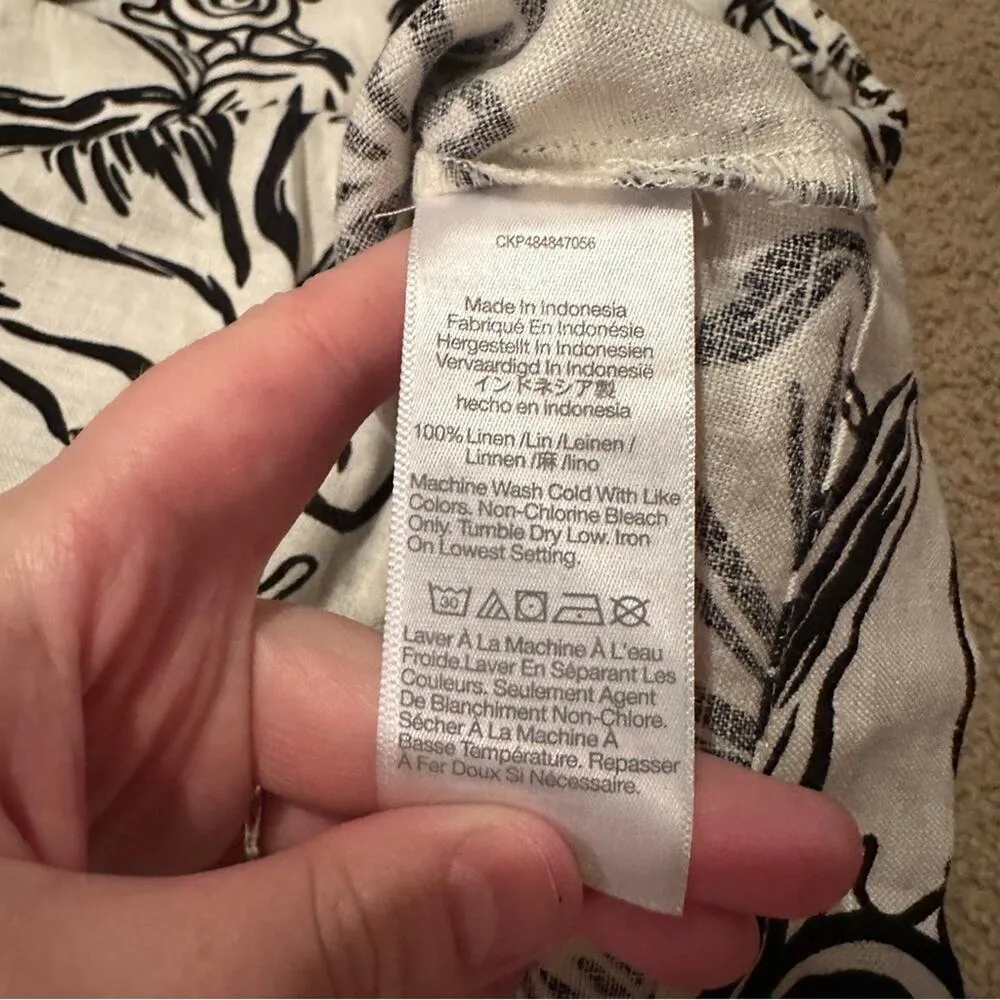 CKP484847056
Made In Indonesia
Fabriqué En Indonésie
Hergestellt In Indonesien
Vervaardigd In Indonesië
インドネシア製
hecho en indonesia
100% Linen /Lin /Leinen /
Linnen /麻 /lino
Machine Wash Cold With Like
Colors. Non-Chlorine Bleach
Only. Tumble Dry Low. Iron
On Lowest Setting.
30
Laver À La Machine À L'eau
Froide.Laver En Séparant Les
Couleurs. Seulement Agent
De Blanchiment Non-Chlore.
Sécher À La Machine À
Basse Température. Repasser
À Fer Doux Si Nécessaire.